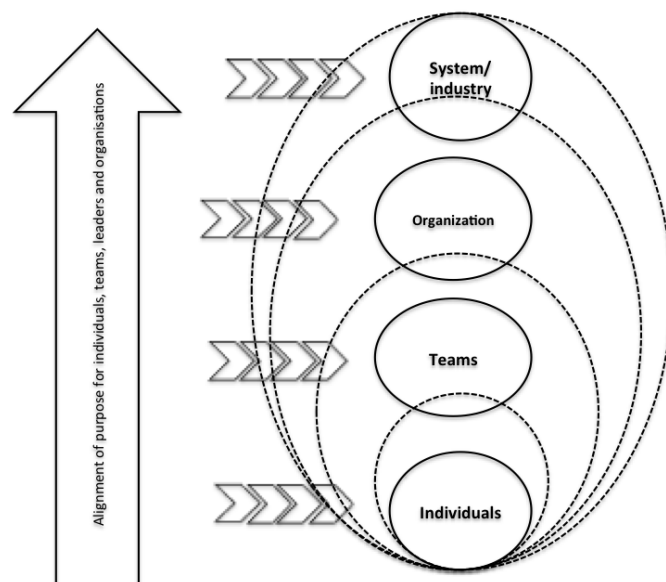 Alignment of purpose for individuals, teams, leaders and organisations
System/
industry
Organization
Teams
Individuals